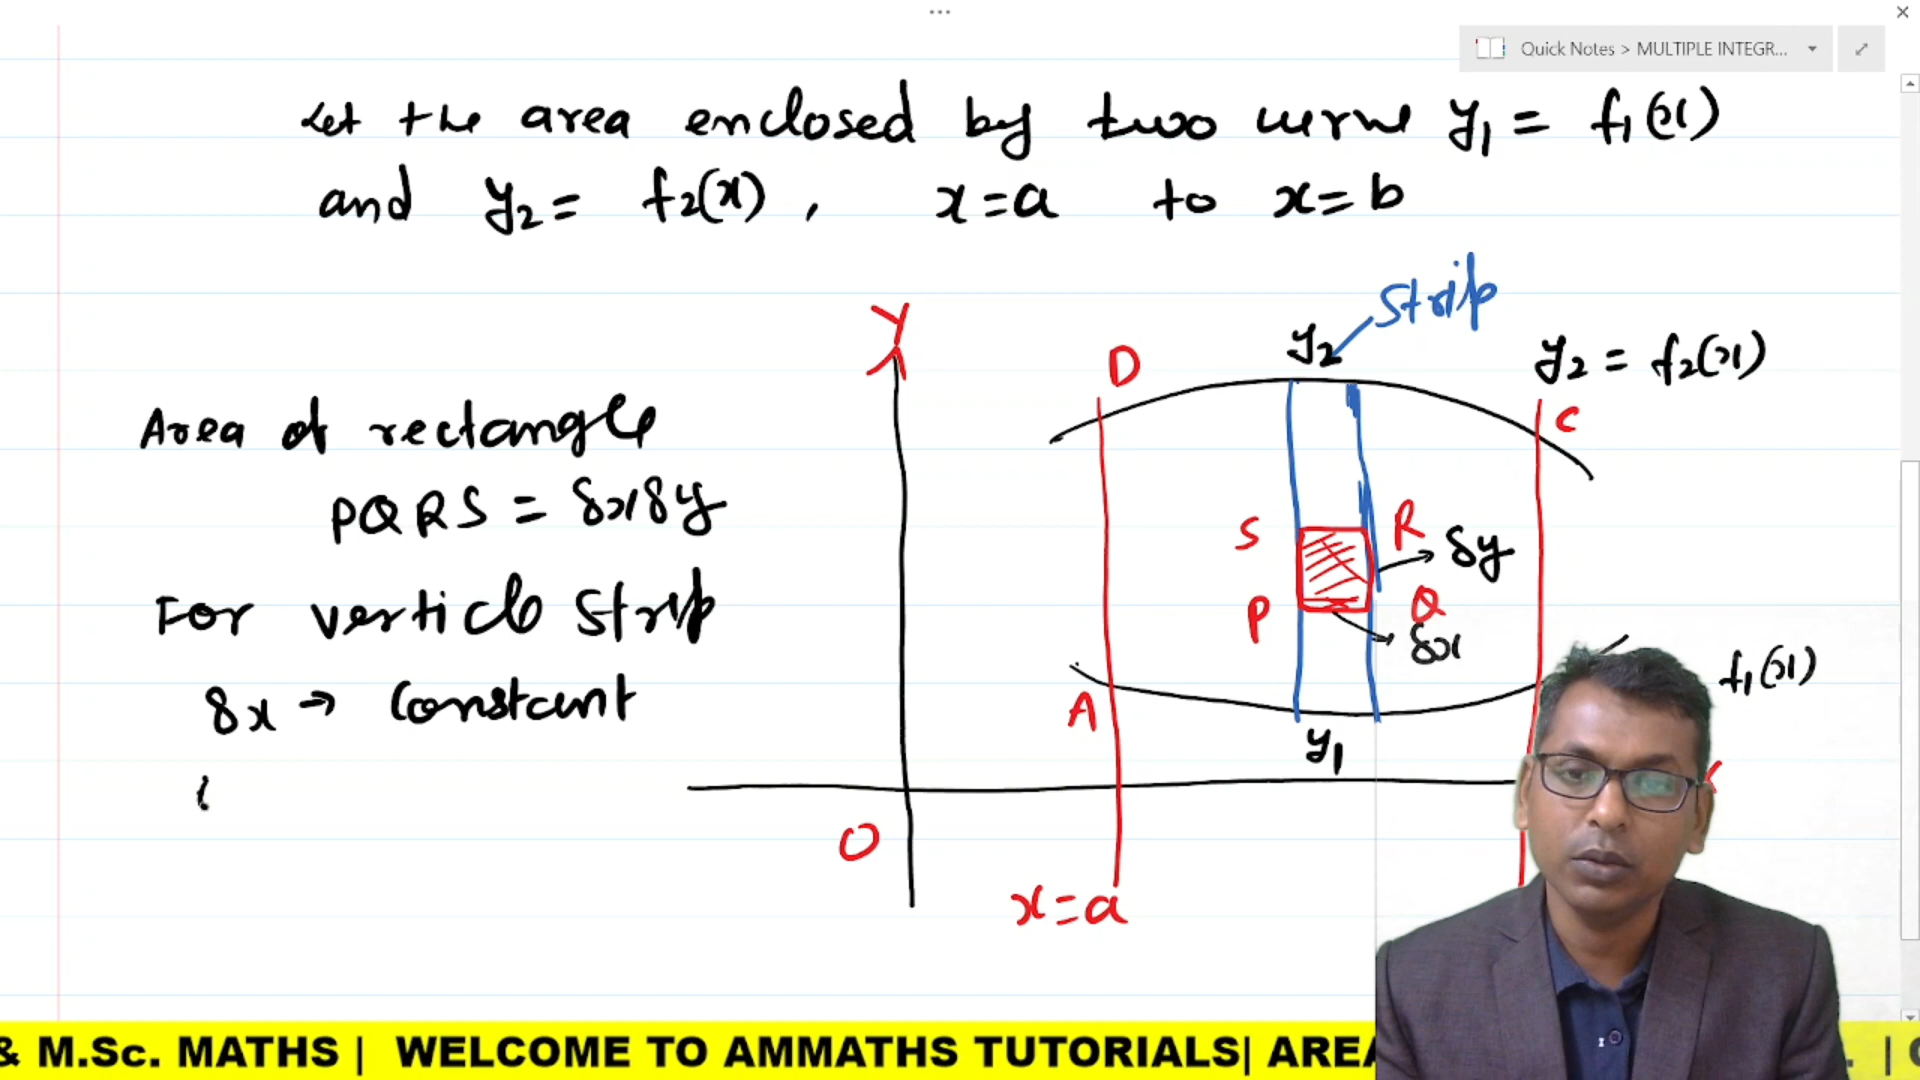 Quick Notes > MULTIPLE INTEGR...
Let the area enclosed by two curve y₁ = f₁(x)
and y₂ = f₂(x) , x=a to x=b
Strip
Y
y₂
D
y₂ = f₂(x)
C
Area of rectangle
PQRS = δxδy
S
R
δy
For verticle Strip
P
Q
δx
f₁(x)
δx → Constant
A
y₁
O
x=a
& M.Sc. MATHS | WELCOME TO AMMATHS TUTORIALS| AREA